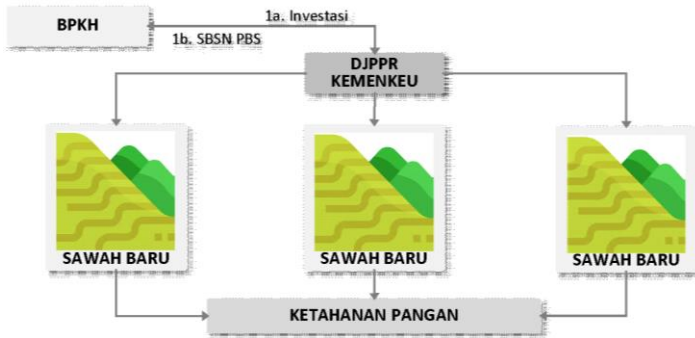 1a. Investasi
BPKH
1b. SBSN PBS
DJPPR
KEMENKEU
SAWAH BARU
SAWAH BARU
SAWAH BARU
KETAHANAN PANGAN